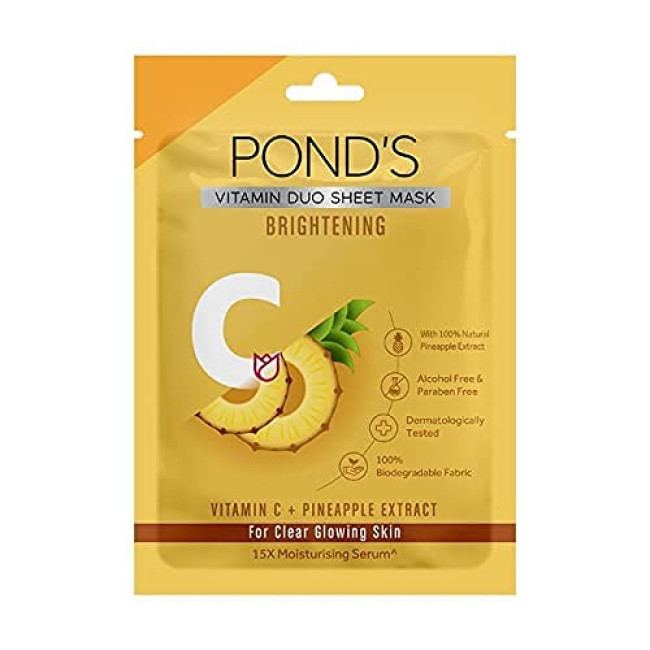 POND'S
VITAMIN DUO SHEET MASK
BRIGHTENING
C
With 100% Natural
Pineapple Extract
Alcohol Free &
Paraben Free
Dermatologically
Tested
100%
Biodegradable Fabric
VITAMIN C + PINEAPPLE EXTRACT
For Clear Glowing Skin
15X Moisturising Serum^